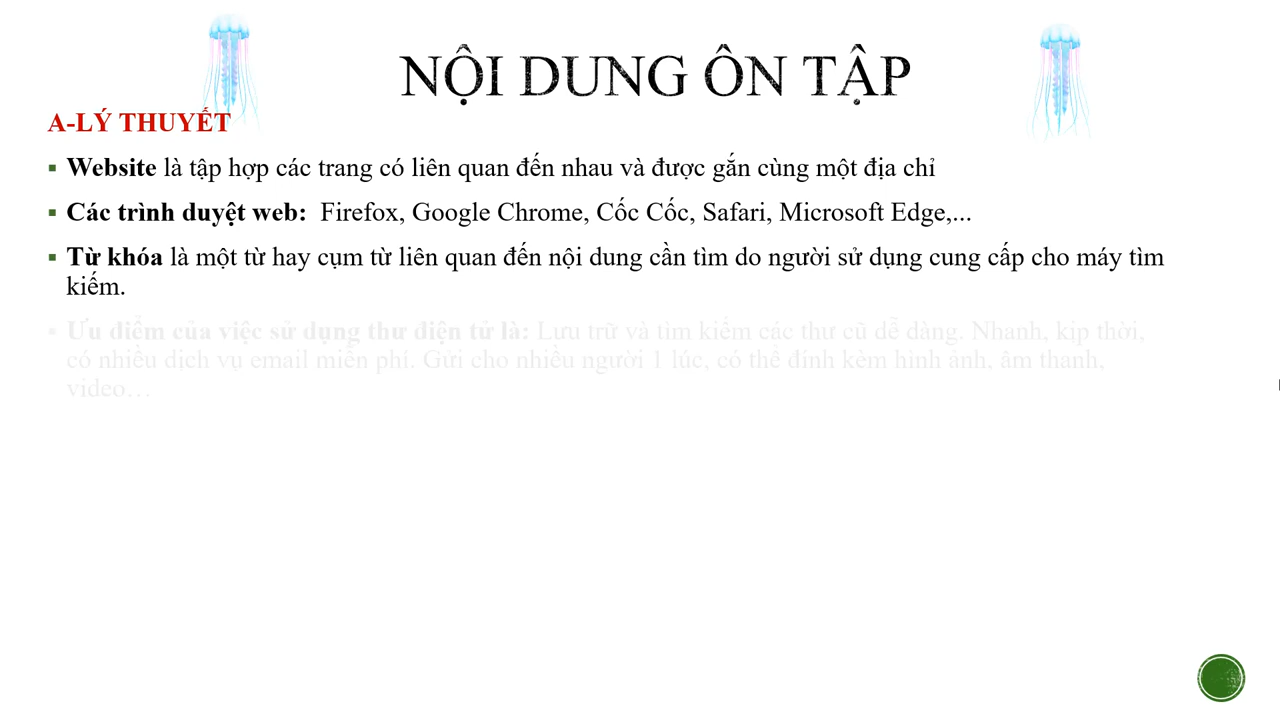 NỘI DUNG ÔN TẬP
A-LÝ THUYẾT
Website là tập hợp các trang có liên quan đến nhau và được gắn cùng một địa chỉ
Các trình duyệt web: Firefox, Google Chrome, Cốc Cốc, Safari, Microsoft Edge,...
Từ khóa là một từ hay cụm từ liên quan đến nội dung cần tìm do người sử dụng cung cấp cho máy tìm
kiếm.
Ưu điểm của việc sử dụng thư điện tử là: Lưu trữ và tìm kiếm các thư cũ dễ dàng. Nhanh, kịp thời,
có nhiều dịch vụ email miễn phí. Gửi cho nhiều người 1 lúc, có thể đính kèm hình ảnh, âm thanh,
video…